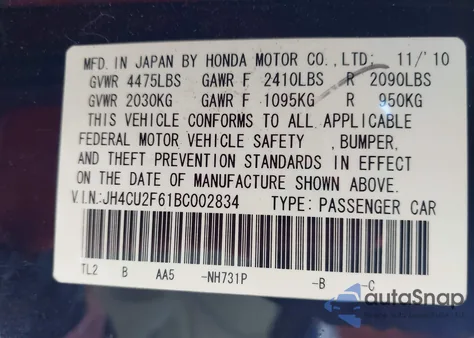 MFD. IN JAPAN BY HONDA MOTOR CO., LTD; 11/'10
GVWR 4475LBS GAWR F 2410LBS R 2090LBS
GVWR 2030KG GAWR F 1095KG R 950KG
THIS VEHICLE CONFORMS TO ALL APPLICABLE
FEDERAL MOTOR VEHICLE SAFETY , BUMPER,
AND THEFT PREVENTION STANDARDS IN EFFECT
ON THE DATE OF MANUFACTURE SHOWN ABOVE.
V.I.N:JH4CU2F61BC002834 TYPE: PASSENGER CAR
TL2 B AA5 -NH731P -B -C
autoSnap